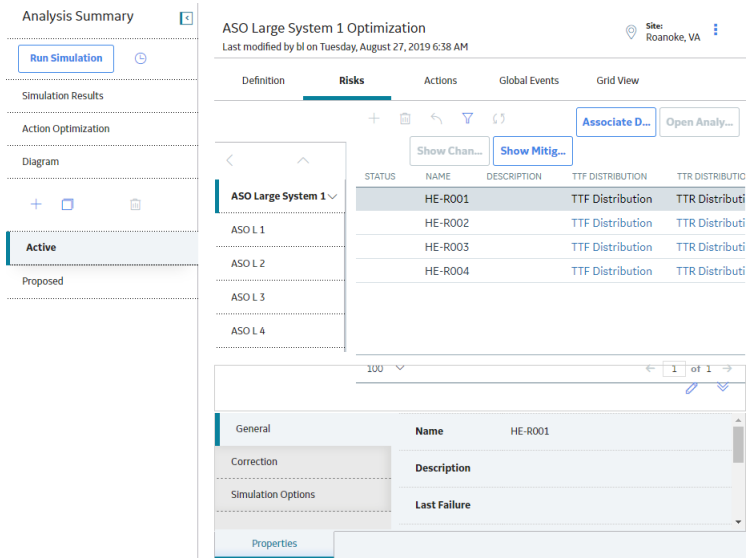 Analysis Summary
Run Simulation
Simulation Results
Action Optimization
Diagram
Active
Proposed
ASO Large System 1 Optimization
Last modified by bl on Tuesday, August 27, 2019 6:38 AM
Site:
Roanoke, VA
Definition Risks Actions Global Events Grid View
Associate D... Open Analy...
Show Chan... Show Mitig...
ASO Large System 1
ASO L 1
ASO L 2
ASO L 3
ASO L 4
STATUS NAME DESCRIPTION TTF DISTRIBUTION TTR DISTRIBUTIO
HE-R001 TTF Distribution TTR Distributi
HE-R002 TTF Distribution TTR Distributi
HE-R003 TTF Distribution TTR Distributi
HE-R004 TTF Distribution TTR Distributi
100 1 of 1
General
Correction
Simulation Options
Name HE-R001
Description
Last Failure
Properties